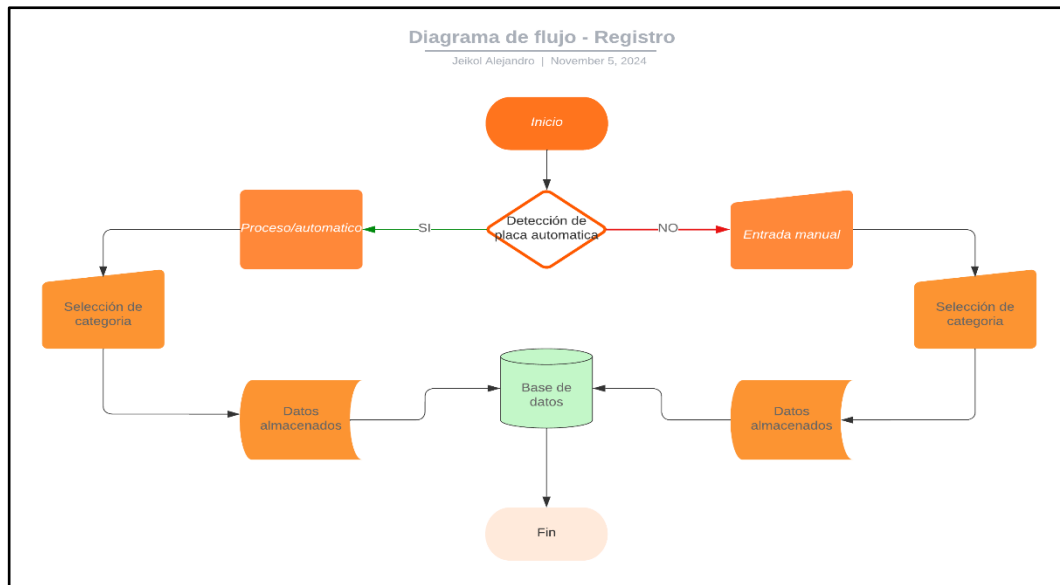 Diagrama de flujo - Registro
Jeikol Alejandro | November 5, 2024
Inicio
Detección de
placa automatica
SI
NO
Proceso/automatico
Entrada manual
Selección de
categoria
Selección de
categoria
Base de
datos
Datos
almacenados
Datos
almacenados
Fin